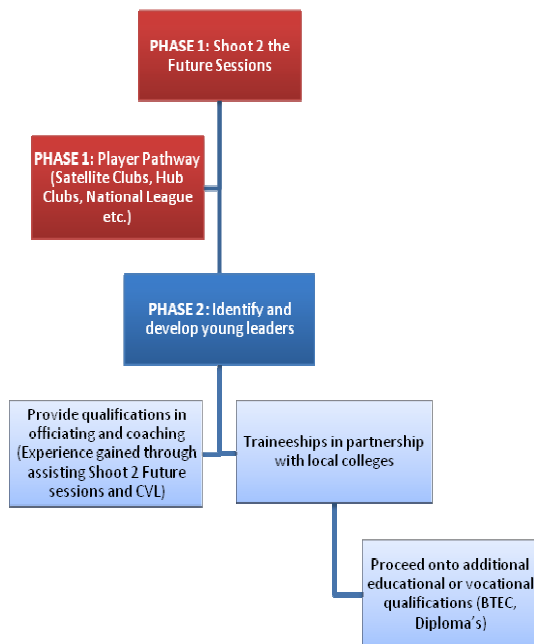 PHASE 1: Shoot 2 the
Future Sessions
PHASE 1: Player Pathway
(Satellite Clubs, Hub
Clubs, National League
etc.)
PHASE 2: Identify and
develop young leaders
Provide qualifications in
officiating and coaching
(Experience gained through
assisting Shoot 2 Future
sessions and CVL)
Traineeships in partnership
with local colleges
Proceed onto additional
educational or vocational
qualifications (BTEC,
Diploma's)